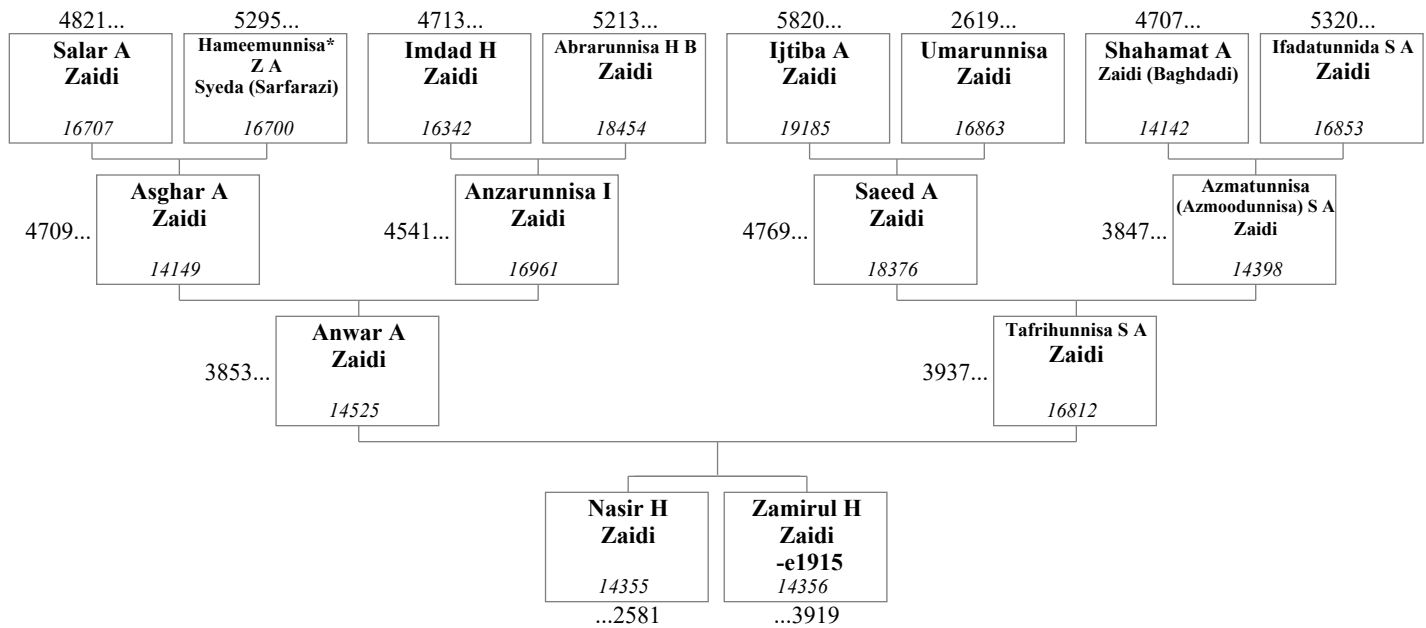 4821... 5295... 4713... 5213... 5820... 2619... 4707... 5320...
Salar A
Zaidi
16707
Hameemunnisa*
Z A
Syeda (Sarfarazi)
16700
Imdad H
Zaidi
16342
Abrarunnisa H B
Zaidi
18454
Ijtiba A
Zaidi
19185
Umarunnisa
Zaidi
16863
Shahamat A
Zaidi (Baghdadi)
14142
Ifadatunnida S A
Zaidi
16853
4709...
Asghar A
Zaidi
14149
4541...
Anzarunnisa I
Zaidi
16961
4769...
Saeed A
Zaidi
18376
3847...
Azmatunnisa
(Azmoodunnisa) S A
Zaidi
14398
3853...
Anwar A
Zaidi
14525
3937...
Tafrihunnisa S A
Zaidi
16812
Nasir H
Zaidi
14355
...2581
Zamirul H
Zaidi
-e1915
14356
...3919